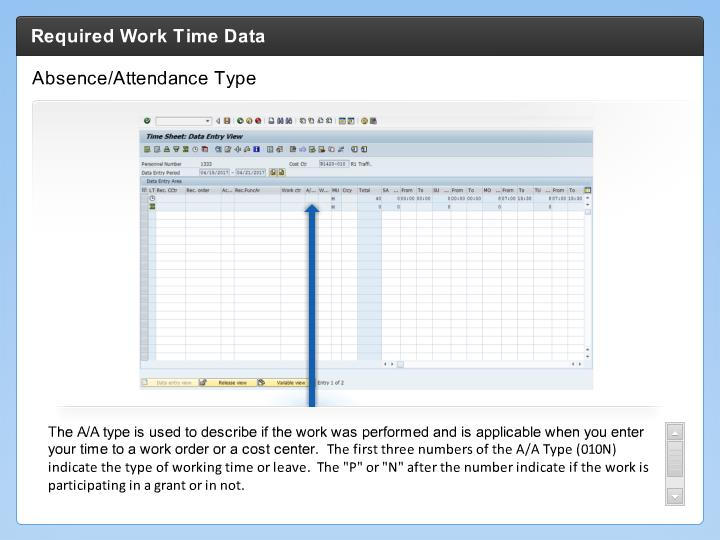 Required Work Time Data
Absence/Attendance Type
Time Sheet: Data Entry View
Personnel Number 1333 Cost Ctr 91420-010 R1 Traffi..
Data Entry Period 04/15/2017 - 04/21/2017
Data Entry Area
LT Rec. CCtr Rec. order Ac... Rec.FuncAr Work ctr A/... W... MU Crcy Total SA ... From To SU ... From To MO ... From To TU ... From To
H 40 0 00:00 00:00 0 00:00 00:00 8 07:00 15:30 8 07:00 15:30
H 0 0 0 0 0
Data entry view Release view Variable view Entry 1 of 2
The A/A type is used to describe if the work was performed and is applicable when you enter
your time to a work order or a cost center. The first three numbers of the A/A Type (010N)
indicate the type of working time or leave. The "P" or "N" after the number indicate if the work is
participating in a grant or in not.